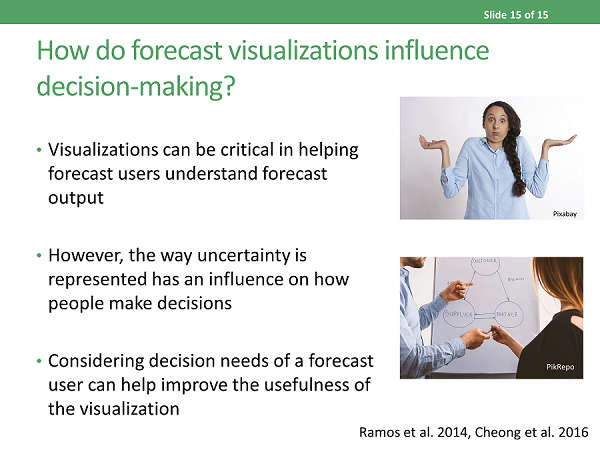 Slide 15 of 15
How do forecast visualizations influence
decision-making?
• Visualizations can be critical in helping
forecast users understand forecast
output
Pixabay
• However, the way uncertainty is
represented has an influence on how
people make decisions
CUSTOMER
SUPPLIER
PARTNER
PikRepo
• Considering decision needs of a forecast
user can help improve the usefulness of
the visualization
Ramos et al. 2014, Cheong et al. 2016